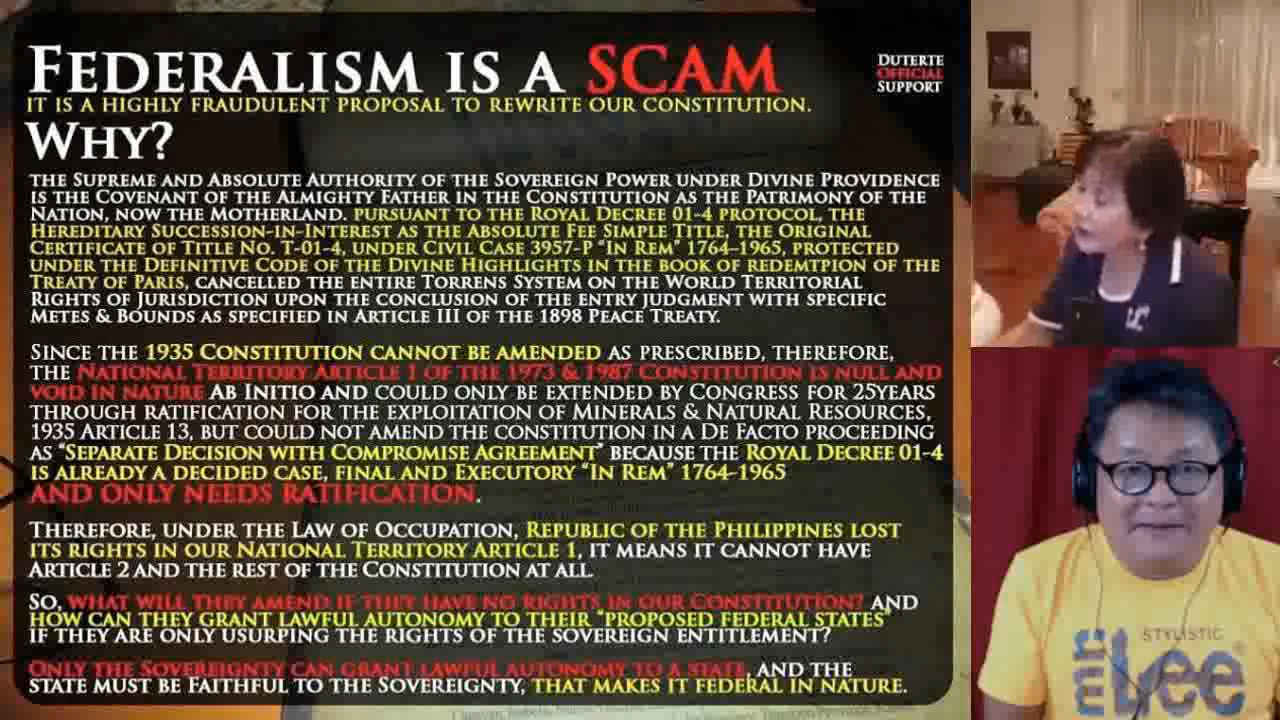 FEDERALISM IS A SCAM
IT IS A HIGHLY FRAUDULENT PROPOSAL TO REWRITE OUR CONSTITUTION.
DUTERTE
OFFICIAL
SUPPORT
WHY?
THE SUPREME AND ABSOLUTE AUTHORITY OF THE SOVEREIGN POWER UNDER DIVINE PROVIDENCE
IS THE COVENANT OF THE ALMIGHTY FATHER IN THE CONSTITUTION AS THE PATRIMONY OF THE
NATION, NOW THE MOTHERLAND. PURSUANT TO THE ROYAL DECREE 01-4 PROTOCOL, THE
HEREDITARY SUCCESSION-IN-INTEREST AS THE ABSOLUTE FEE SIMPLE TITLE, THE ORIGINAL
CERTIFICATE OF TITLE NO. T-01-4, UNDER CIVIL CASE 3957-P "IN REM" 1764-1965, PROTECTED
UNDER THE DEFINITIVE CODE OF THE DIVINE HIGHLIGHTS IN THE BOOK OF REDEMTPION OF THE
TREATY OF PARIS, CANCELLED THE ENTIRE TORRENS SYSTEM ON THE WORLD TERRITORIAL
RIGHTS OF JURISDICTION UPON THE CONCLUSION OF THE ENTRY JUDGMENT WITH SPECIFIC
METES & BOUNDS AS SPECIFIED IN ARTICLE III OF THE 1898 PEACE TREATY.
SINCE THE 1935 CONSTITUTION CANNOT BE AMENDED AS PRESCRIBED, THEREFORE,
THE NATIONAL TERRITORY ARTICLE 1 OF THE 1973 & 1987 CONSTITUTION IS NULL AND
VOID IN NATURE AB INITIO AND COULD ONLY BE EXTENDED BY CONGRESS FOR 25YEARS
THROUGH RATIFICATION FOR THE EXPLOITATION OF MINERALS & NATURAL RESOURCES,
1935 ARTICLE 13, BUT COULD NOT AMEND THE CONSTITUTION IN A DE FACTO PROCEEDING
AS "SEPARATE DECISION WITH COMPROMISE AGREEMENT" BECAUSE THE ROYAL DECREE 01-4
IS ALREADY A DECIDED CASE, FINAL AND EXECUTORY "IN REM" 1764-1965
AND ONLY NEEDS RATIFICATION.
THEREFORE, UNDER THE LAW OF OCCUPATION, REPUBLIC OF THE PHILIPPINES LOST
ITS RIGHTS IN OUR NATIONAL TERRITORY ARTICLE 1, IT MEANS IT CANNOT HAVE
ARTICLE 2 AND THE REST OF THE CONSTITUTION AT ALL.
SO, WHAT WILL THEY AMEND IF THEY HAVE NO RIGHTS IN OUR CONSTITUTION? AND
HOW CAN THEY GRANT LAWFUL AUTONOMY TO THEIR "PROPOSED FEDERAL STATES"
IF THEY ARE ONLY USURPING THE RIGHTS OF THE SOVEREIGN ENTITLEMENT?
ONLY THE SOVEREIGNTY CAN GRANT LAWFUL AUTONOMY TO A STATE, AND THE
STATE MUST BE FAITHFUL TO THE SOVEREIGNTY, THAT MAKES IT FEDERAL IN NATURE.
STYLISTIC
Lee